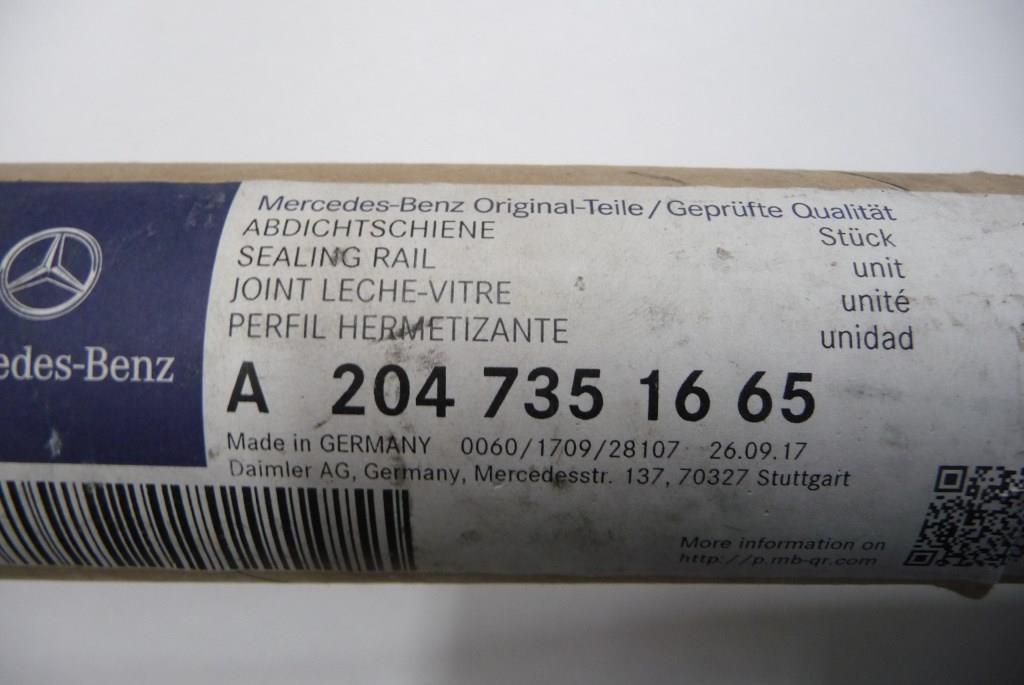 Mercedes-Benz Original-Teile / Geprüfte Qualität
ABDICHTSCHIENE Stück
SEALING RAIL unit
JOINT LECHE-VITRE unité
PERFIL HERMETIZANTE unidad
edes-Benz
A 204 735 16 65
Made in GERMANY 0060/1709/28107 26.09.17
Daimler AG, Germany, Mercedesstr. 137, 70327 Stuttgart
More information on
http://p.mb-qr.com